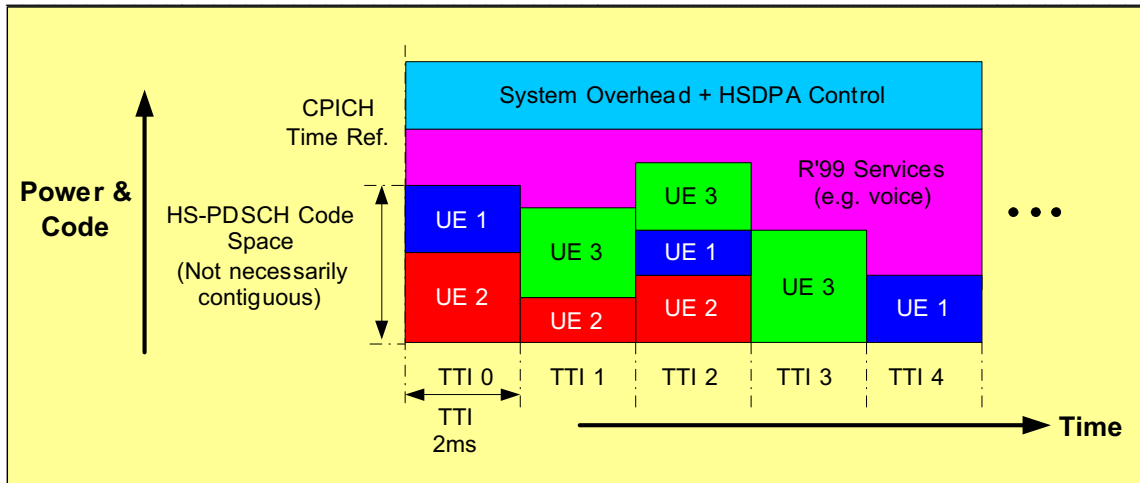 System Overhead + HSDPA Control
CPICH
Time Ref.
Power &
Code
HS-PDSCH Code
Space
(Not necessarily
contiguous)
R'99 Services
(e.g. voice)
UE 1
UE 2
UE 3
UE 2
UE 3
UE 1
UE 2
UE 3
UE 1
TTI 0
TTI 1
TTI 2
TTI 3
TTI 4
TTI
2ms
Time